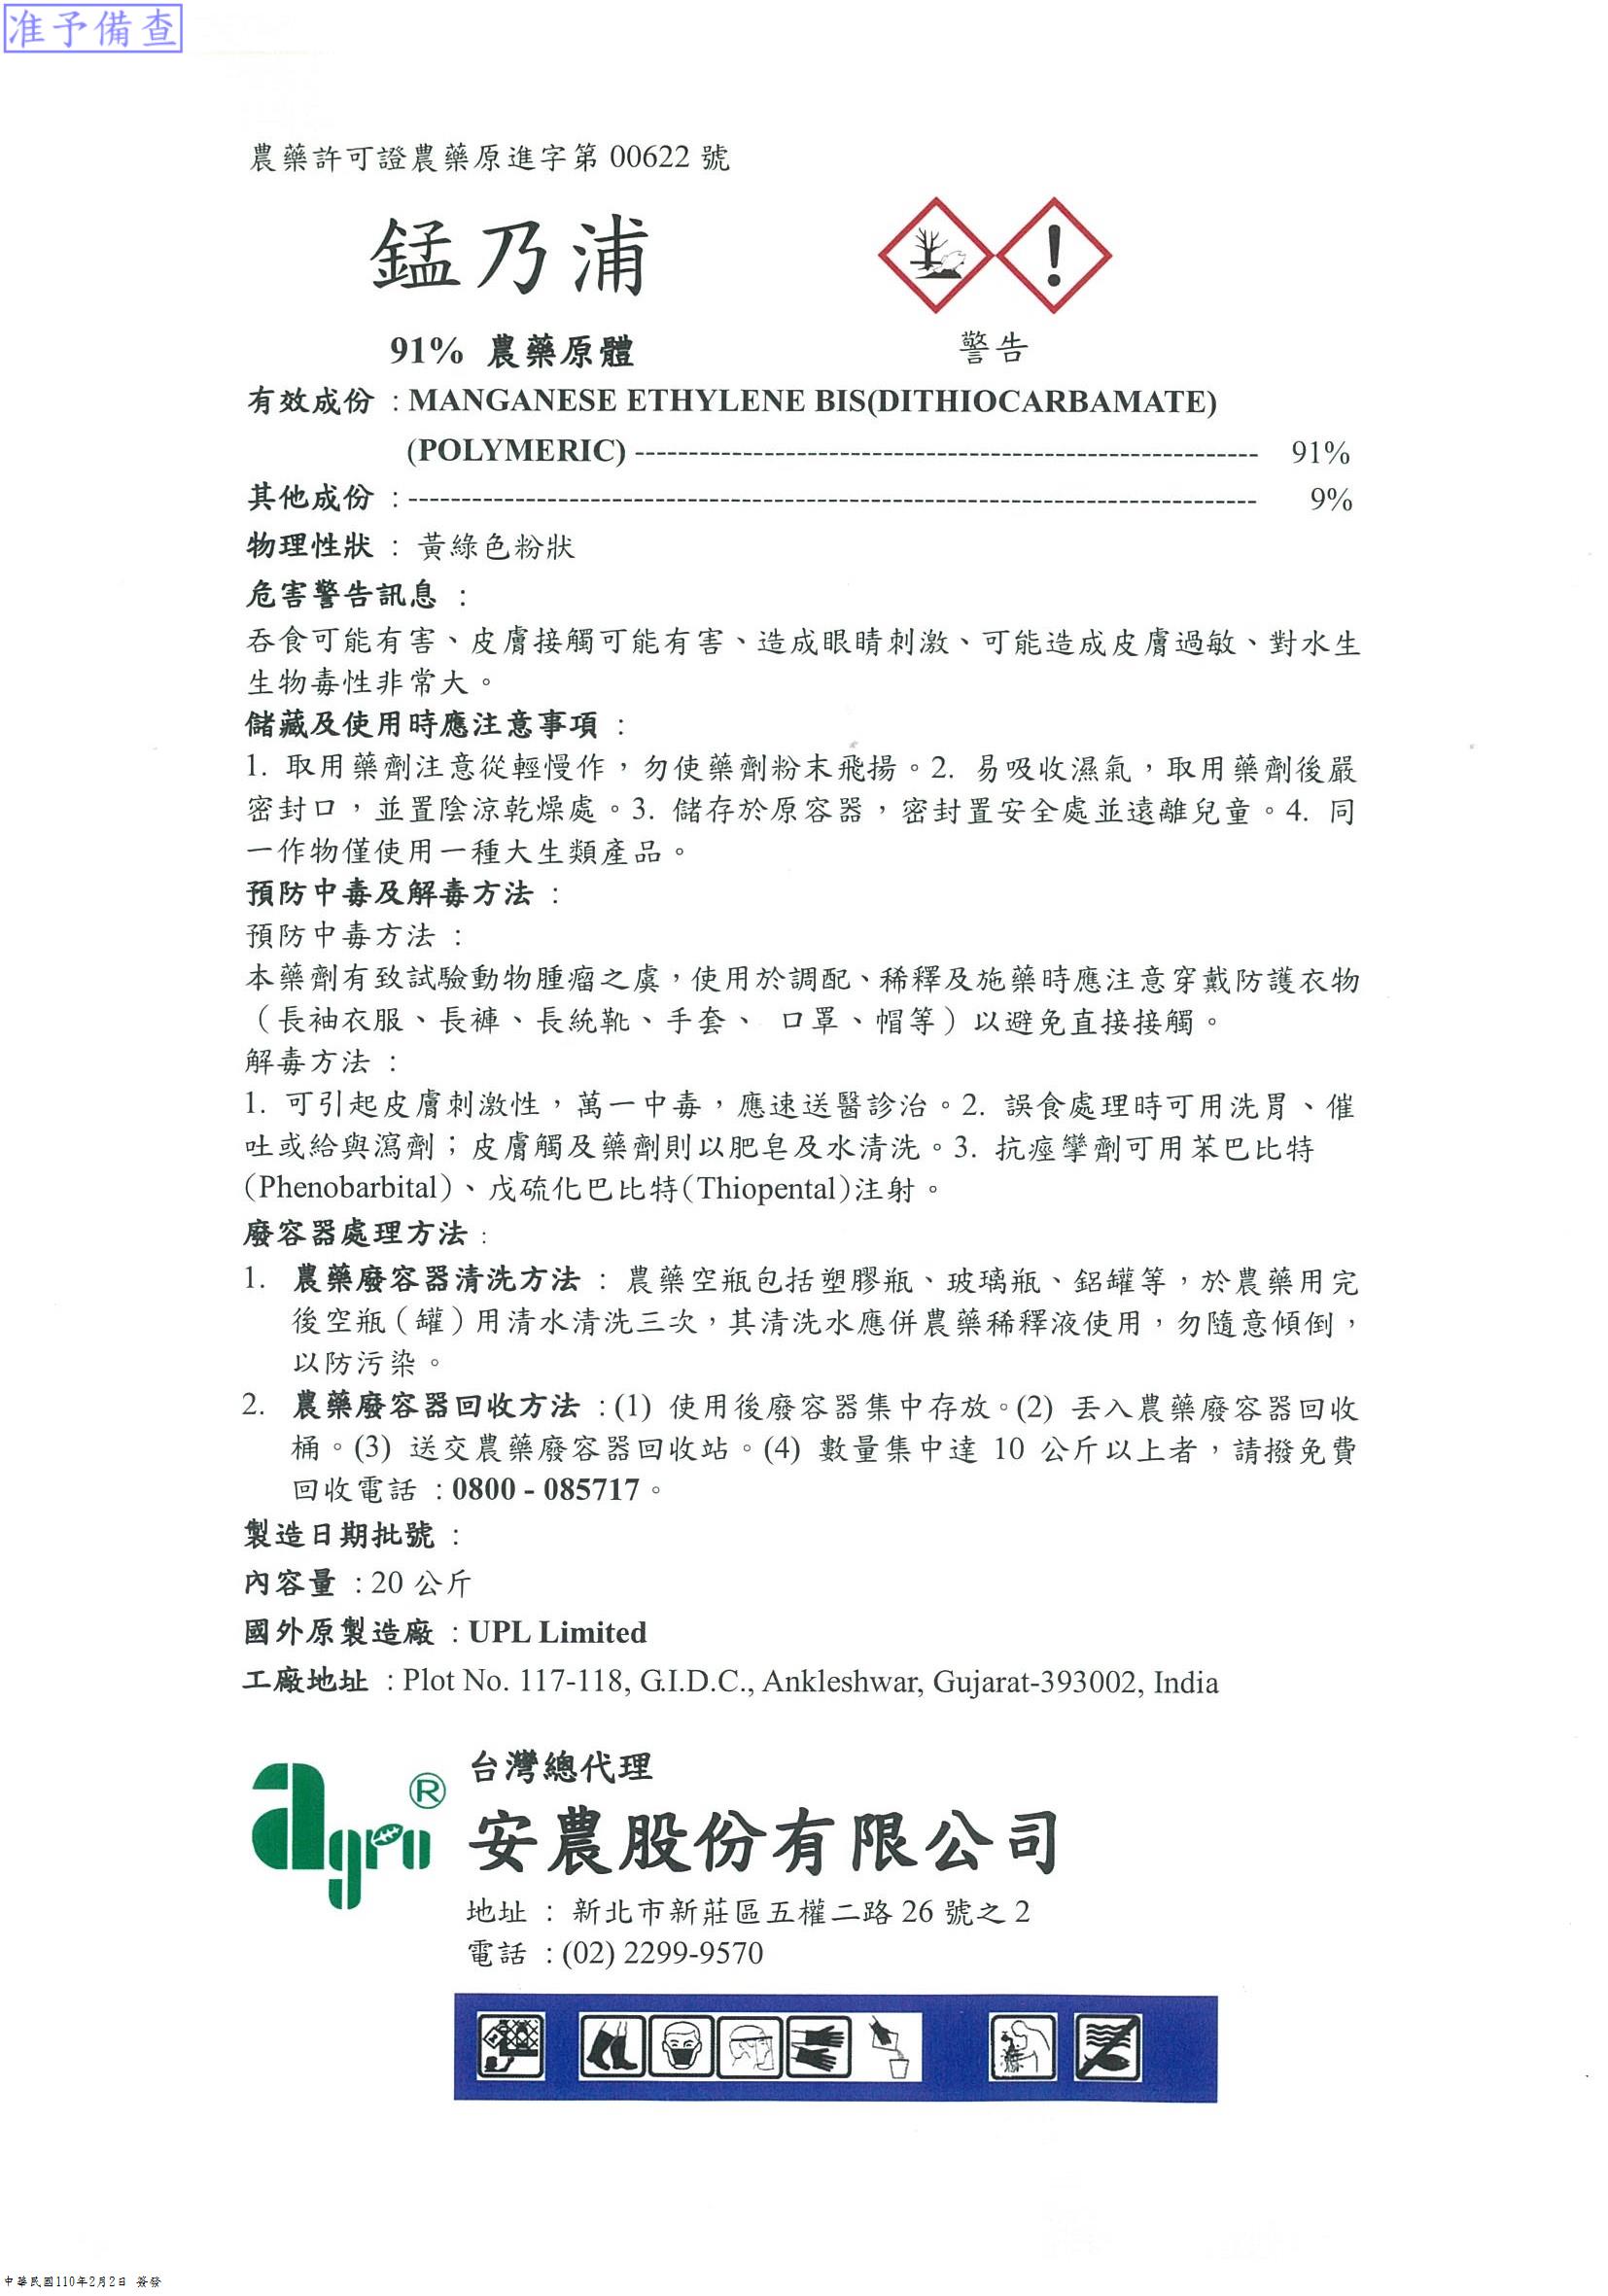 准予備查
農藥許可證農藥原進字第 00622 號
錳乃浦
91% 農藥原體
警告
有效成份：MANGANESE ETHYLENE BIS(DITHIOCARBAMATE)
(POLYMERIC) ---------------------------------------------------------- 91%
其他成份：------------------------------------------------------------------------------- 9%
物理性狀：黃綠色粉狀
危害警告訊息：
吞食可能有害、皮膚接觸可能有害、造成眼睛刺激、可能造成皮膚過敏、對水生
生物毒性非常大。
儲藏及使用時應注意事項：
1. 取用藥劑注意從輕慢作，勿使藥劑粉末飛揚。2. 易吸收濕氣，取用藥劑後嚴
密封口，並置陰涼乾燥處。3. 儲存於原容器，密封置安全處並遠離兒童。4. 同
一作物僅使用一種大生類產品。
預防中毒及解毒方法：
預防中毒方法：
本藥劑有致試驗動物腫瘤之虞，使用於調配、稀釋及施藥時應注意穿戴防護衣物
（長袖衣服、長褲、長統靴、手套、 口罩、帽等）以避免直接接觸。
解毒方法：
1. 可引起皮膚刺激性，萬一中毒，應速送醫診治。2. 誤食處理時可用洗胃、催
吐或給與瀉劑；皮膚觸及藥劑則以肥皂及水清洗。3. 抗痙攣劑可用苯巴比特
(Phenobarbital)、戊硫化巴比特(Thiopental)注射。
廢容器處理方法：
1. 農藥廢容器清洗方法：農藥空瓶包括塑膠瓶、玻璃瓶、鋁罐等，於農藥用完
後空瓶（罐）用清水清洗三次，其清洗水應併農藥稀釋液使用，勿隨意傾倒，
以防污染。
2. 農藥廢容器回收方法：(1) 使用後廢容器集中存放。(2) 丟入農藥廢容器回收
桶。(3) 送交農藥廢容器回收站。(4) 數量集中達 10 公斤以上者，請撥免費
回收電話：0800 - 085717。
製造日期批號：
內容量：20 公斤
國外原製造廠：UPL Limited
工廠地址：Plot No. 117-118, G.I.D.C., Ankleshwar, Gujarat-393002, India
agro®
台灣總代理
安農股份有限公司
地址：新北市新莊區五權二路 26 號之 2
電話：(02) 2299-9570
中華民國110年2月2日 簽發